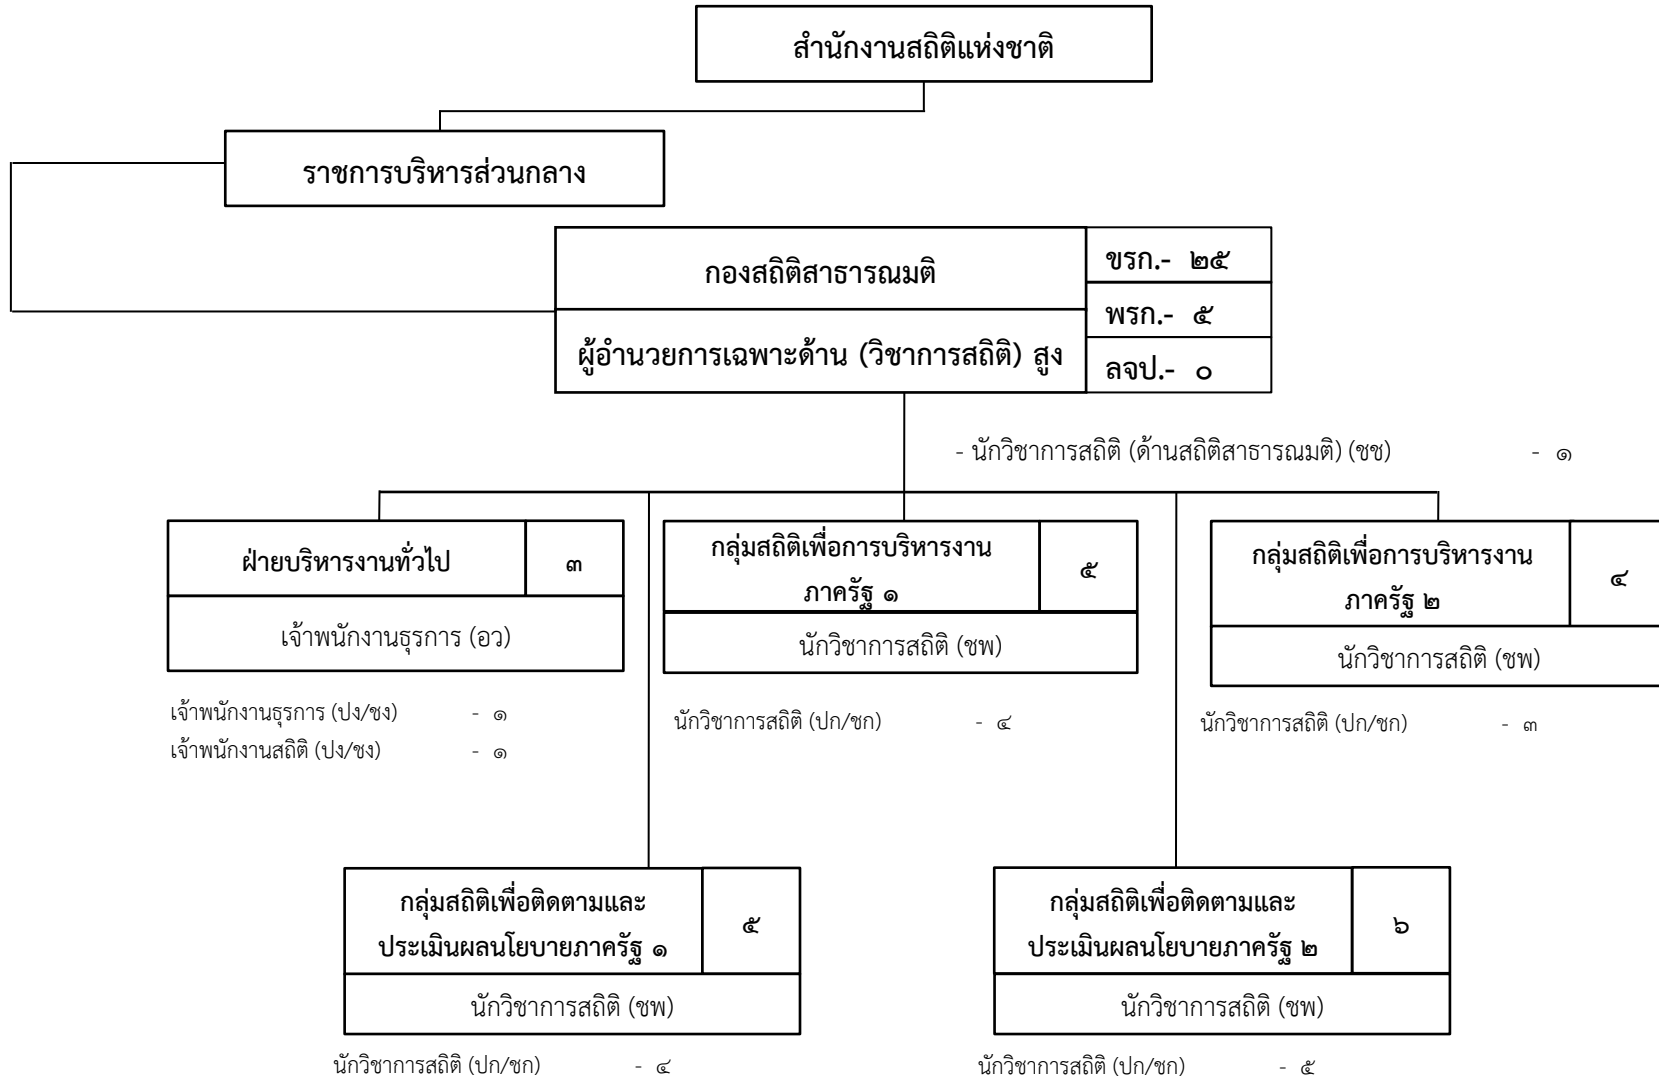 สำนักงานสถิติแห่งชาติ
ราชการบริหารส่วนกลาง
กองสถิติสาธารณมติ
ขรก.- ๒๕
พรก.- ๕
ผู้อำนวยการเฉพาะด้าน (วิชาการสถิติ) สูง
ลจป.- ๐
- นักวิชาการสถิติ (ด้านสถิติสาธารณมติ) (ชช) - ๑
ฝ่ายบริหารงานทั่วไป ๓
เจ้าพนักงานธุรการ (อว)
เจ้าพนักงานธุรการ (ปง/ชง) - ๑
เจ้าพนักงานสถิติ (ปง/ชง) - ๑
กลุ่มสถิติเพื่อการบริหารงาน
ภาครัฐ ๑
๕
นักวิชาการสถิติ (ชพ)
นักวิชาการสถิติ (ปก/ชก) - ๔
กลุ่มสถิติเพื่อการบริหารงาน
ภาครัฐ ๒
๔
นักวิชาการสถิติ (ชพ)
นักวิชาการสถิติ (ปก/ชก) - ๓
กลุ่มสถิติเพื่อติดตามและ
ประเมินผลนโยบายภาครัฐ ๑
๕
นักวิชาการสถิติ (ชพ)
นักวิชาการสถิติ (ปก/ชก) - ๔
กลุ่มสถิติเพื่อติดตามและ
ประเมินผลนโยบายภาครัฐ ๒
๖
นักวิชาการสถิติ (ชพ)
นักวิชาการสถิติ (ปก/ชก) - ๕